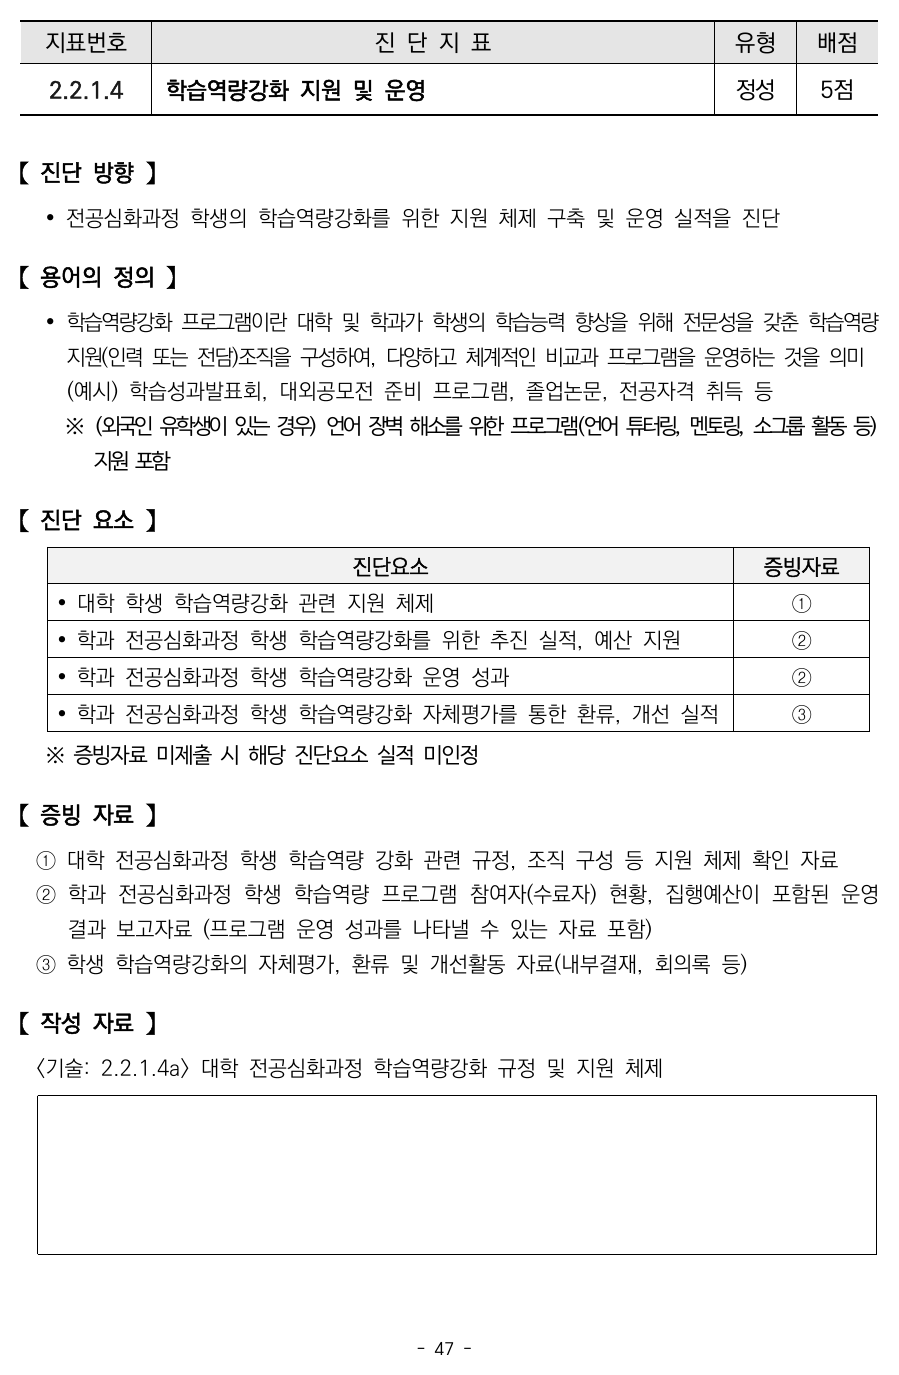 지표번호 진 단 지 표 유형 배점
2.2.1.4 학습역량강화 지원 및 운영 정성 5점
【 진단 방향 】
• 전공심화과정 학생의 학습역량강화를 위한 지원 체제 구축 및 운영 실적을 진단
【 용어의 정의 】
• 학습역량강화 프로그램이란 대학 및 학과가 학생의 학습능력 향상을 위해 전문성을 갖춘 학습역량
지원(인력 또는 전담)조직을 구성하여, 다양하고 체계적인 비교과 프로그램을 운영하는 것을 의미
(예시) 학습성과발표회, 대외공모전 준비 프로그램, 졸업논문, 전공자격 취득 등
※ (외국인 유학생이 있는 경우) 언어 장벽 해소를 위한 프로그램(언어 튜터링, 멘토링, 소그룹 활동 등)
지원 포함
【 진단 요소 】
진단요소 증빙자료
• 대학 학생 학습역량강화 관련 지원 체제 ①
• 학과 전공심화과정 학생 학습역량강화를 위한 추진 실적, 예산 지원 ②
• 학과 전공심화과정 학생 학습역량강화 운영 성과 ②
• 학과 전공심화과정 학생 학습역량강화 자체평가를 통한 환류, 개선 실적 ③
※ 증빙자료 미제출 시 해당 진단요소 실적 미인정
【 증빙 자료 】
① 대학 전공심화과정 학생 학습역량 강화 관련 규정, 조직 구성 등 지원 체제 확인 자료
② 학과 전공심화과정 학생 학습역량 프로그램 참여자(수료자) 현황, 집행예산이 포함된 운영
결과 보고자료 (프로그램 운영 성과를 나타낼 수 있는 자료 포함)
③ 학생 학습역량강화의 자체평가, 환류 및 개선활동 자료(내부결재, 회의록 등)
【 작성 자료 】
〈기술: 2.2.1.4a〉 대학 전공심화과정 학습역량강화 규정 및 지원 체제
- 47 -